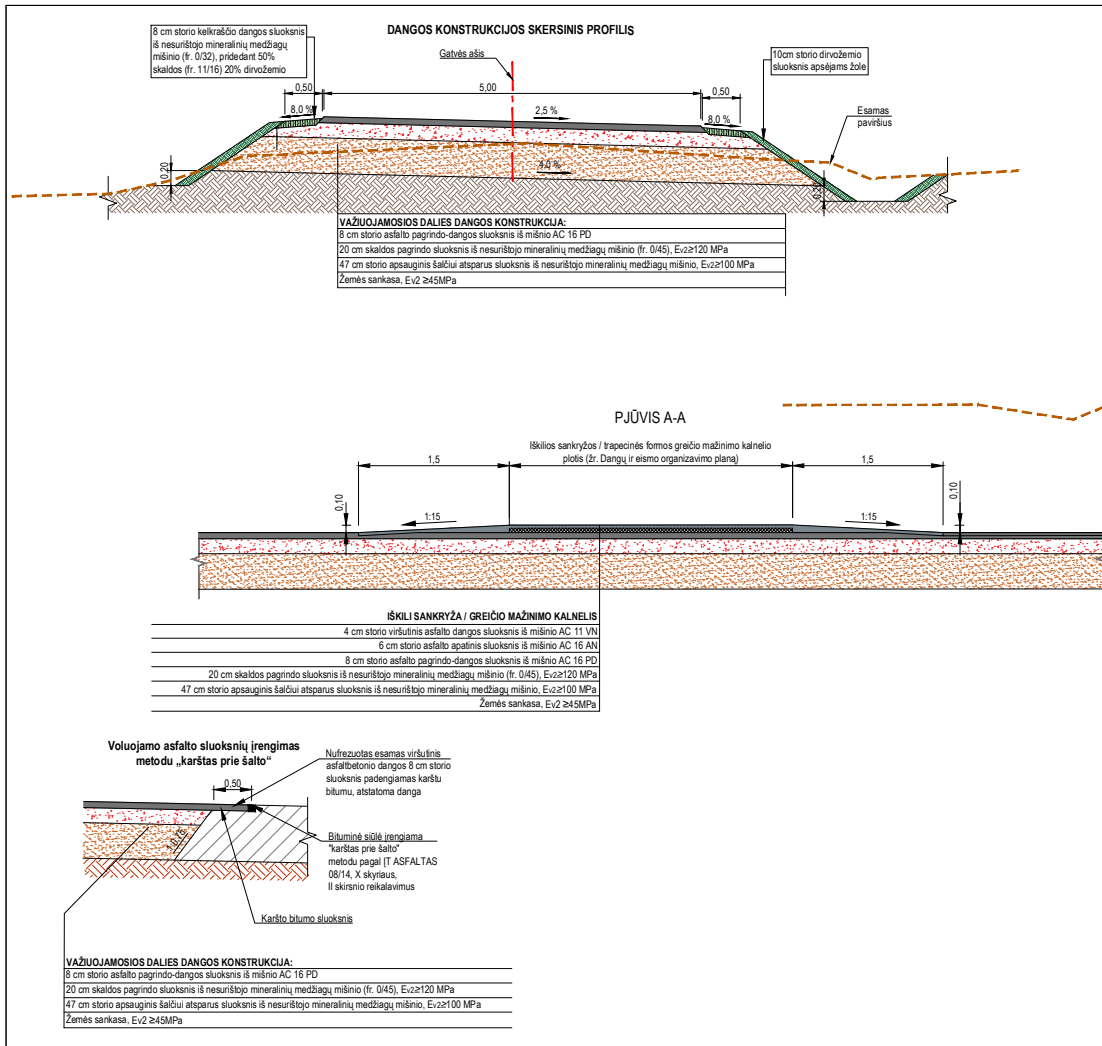 DANGOS KONSTRUKCIJOS SKERSINIS PROFILIS
8 cm storio kelkraščio dangos sluoksnis
iš nesurištojo mineralinių medžiagų
mišinio (fr. 0/32), pridedant 50%
skaldos (fr. 11/16) 20% dirvožemio
Gatvės ašis
10cm storio dirvožemio
sluoksnis apsėjams žole
0,50
5,00
0,50
8,0 %
2,5 %
8,0 %
Esamas
paviršius
0,20
4,0 %
VAŽIUOJAMOSIOS DALIES DANGOS KONSTRUKCIJA:
8 cm storio asfalto pagrindo-dangos sluoksnis iš mišnio AC 16 PD
20 cm skaldos pagrindo sluoksnis iš nesurištojo mineralinių medžiagų mišinio (fr. 0/45), Ev2≥120 MPa
47 cm storio apsauginis šalčiui atsparus sluoksnis iš nesurištojo mineralinių medžiagų mišinio, Ev2≥100 MPa
Žemės sankasa, Ev2 ≥45MPa
PJŪVIS A-A
Iškilios sankryžos / trapecinės formos greičio mažinimo kalnelio
plotis (žr. Dangų ir eismo organizavimo planą)
1,5
1,5
0,10
1:15
1:15
0,10
IŠKILI SANKRYŽA / GREIČIO MAŽINIMO KALNELIS
4 cm storio viršutinis asfalto dangos sluoksnis iš mišinio AC 11 VN
6 cm storio asfalto apatinis sluoksnis iš mišinio AC 16 AN
8 cm storio asfalto pagrindo-dangos sluoksnis iš mišnio AC 16 PD
20 cm skaldos pagrindo sluoksnis iš nesurištojo mineralinių medžiagų mišinio (fr. 0/45), Ev2≥120 MPa
47 cm storio apsauginis šalčiui atsparus sluoksnis iš nesurištojo mineralinių medžiagų mišinio, Ev2≥100 MPa
Žemės sankasa, Ev2 ≥45MPa
Voluojamo asfalto sluoksnių įrengimas
metodu „karštas prie šalto“
0,50
Nufrezuotas esamas viršutinis
asfaltbetonio dangos 8 cm storio
sluoksnis padengiamas karštu
bitumu, atstatoma danga
Bituminė siūlė įrengiama
"karštas prie šalto"
metodu pagal ĮT ASFALTAS
08/14, X skyriaus,
II skirsnio reikalavimus
Karšto bitumo sluoksnis
VAŽIUOJAMOSIOS DALIES DANGOS KONSTRUKCIJA:
8 cm storio asfalto pagrindo-dangos sluoksnis iš mišnio AC 16 PD
20 cm skaldos pagrindo sluoksnis iš nesurištojo mineralinių medžiagų mišinio (fr. 0/45), Ev2≥120 MPa
47 cm storio apsauginis šalčiui atsparus sluoksnis iš nesurištojo mineralinių medžiagų mišinio, Ev2≥100 MPa
Žemės sankasa, Ev2 ≥45MPa